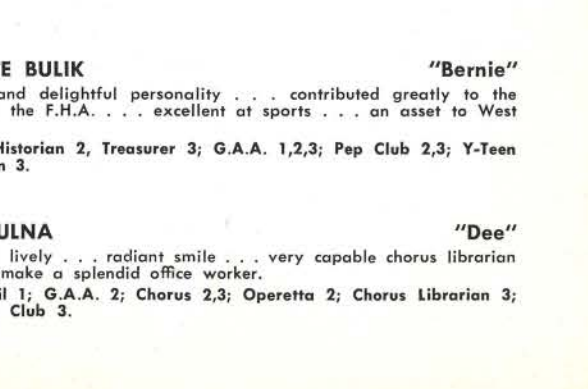 E BULIK "Bernie"
and delightful personality . . . contributed greatly to the
the F.H.A. . . . excellent at sports . . . an asset to West
Historian 2, Treasurer 3; G.A.A. 1,2,3; Pep Club 2,3; Y-Teen
n 3.
ULNA "Dee"
lively . . . radiant smile . . . very capable chorus librarian
make a splendid office worker.
il 1; G.A.A. 2; Chorus 2,3; Operetta 2; Chorus Librarian 3;
Club 3.